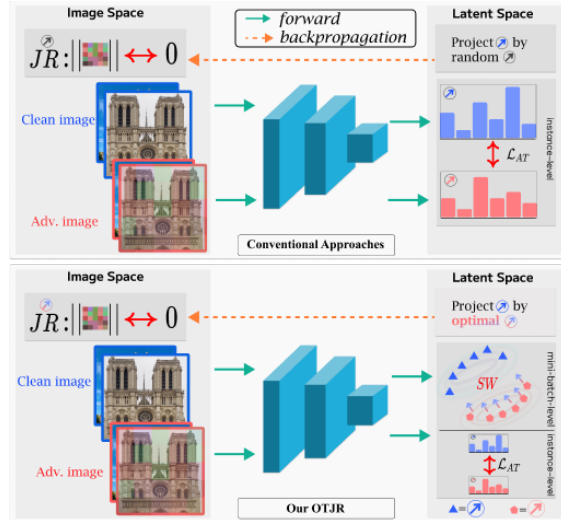 Image Space
forward
backpropagation
Latent Space
JR:|| || ↔ 0
Project by
random
Clean image
Adv. image
ℒ_AT
instance-level
Conventional Approaches
Image Space
Latent Space
JR:|| || ↔ 0
Project by
optimal
Clean image
Adv. image
SW
mini-batch-level
ℒ_AT
instance-level
Our OTJR
▲= ⬟=